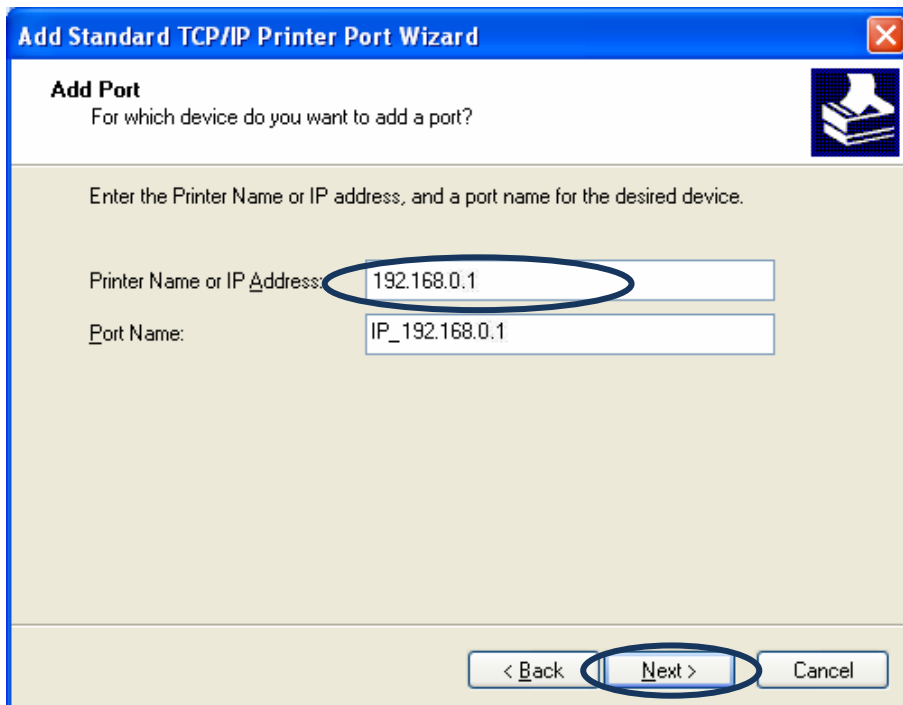 Add Standard TCP/IP Printer Port Wizard
Add Port
For which device do you want to add a port?
Enter the Printer Name or IP address, and a port name for the desired device.
Printer Name or IP Address: 192.168.0.1
Port Name: IP_192.168.0.1
< Back Next > Cancel